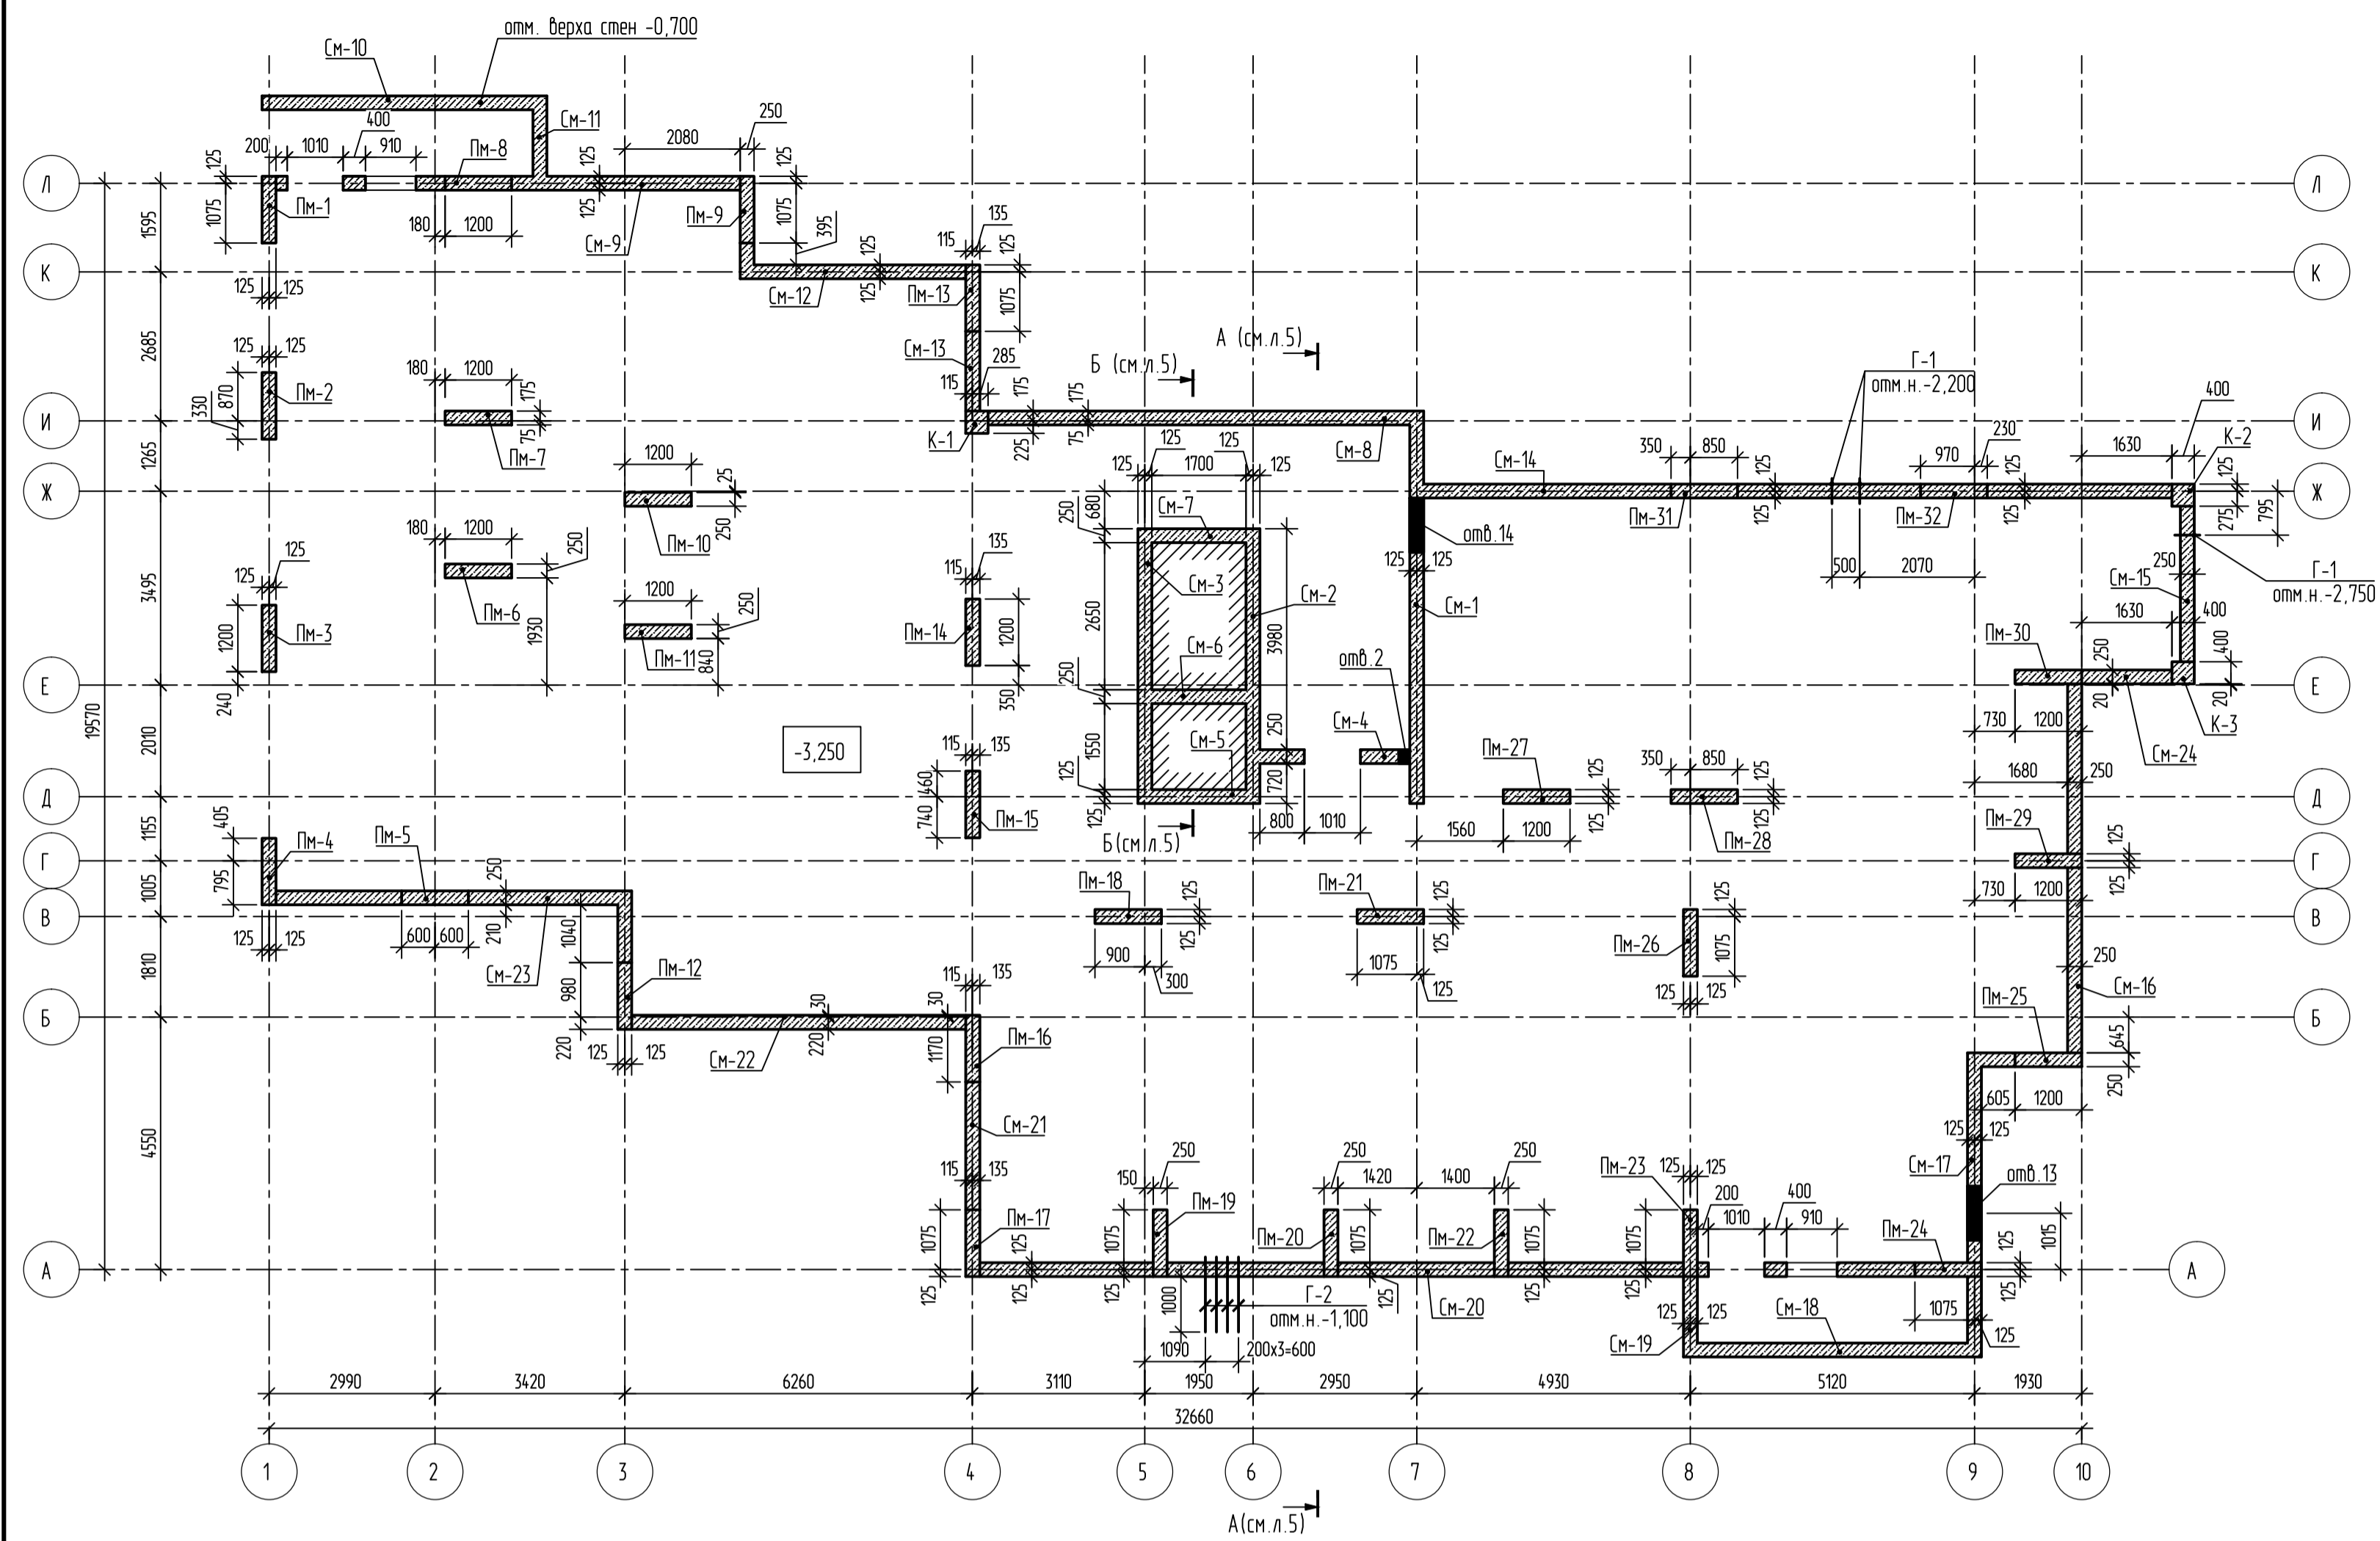 отм. верха стен -0,700
См-10
400
См-11
250
200
1010
910
Пм-8
2080
125
125
125
Л
Л
1075
1595
Пм-1
180
1200
См-9
125
Пм-9
1075
395
115
135
125
125
К
К
125
125
См-12
125
Пм-13
1075
2685
А (см.л.5)
Б (см.л.5)
Г-1
отм.н.-2,200
См-13
285
115
175
175
125
125
180
1200
175
870
330
Пм-2
400
И
И
75
К-1
225
75
См-8
Пм-7
1265
1200
25
125
125
125
1700
125
350
850
125
970
230
1630
К-2
125
См-14
Ж
Ж
680
250
См-7
Пм-10
250
отв.14
Пм-31
125
Пм-32
125
275
795
180
1200
250
125
125
3495
1200
115
135
125
125
500
2070
250
См-15
Г-1
отм.н.-2,750
См-3
См-2
См-1
2650
3980
Пм-6
1930
1200
250
Пм-3
240
Пм-11
840
Пм-14
1200
350
См-6
отв.2
1630
400
Пм-30
250
400
Е
Е
250
20
20
К-3
730
1200
См-24
19570
2010
-3,250
115
135
1550
См-5
250
См-4
720
Пм-27
350
850
125
125
1680
250
460
740
Д
Д
125
125
Пм-15
800
1010
1560
1200
125
Пм-28
125
Б(см.л.5)
405
1155
Пм-4
Пм-5
Пм-29
125
Г
Г
795
1005
250
Пм-18
125
Пм-21
125
125
730
1200
125
В
В
125
125
600
600
210
1040
См-23
900
300
125
1075
125
125
Пм-26
1075
1810
Пм-12
980
115
135
125
125
250
См-16
Пм-25
Б
Б
30
30
220
125
125
220
См-22
1170
Пм-16
645
250
605
1200
4550
См-21
125
125
115
135
150
250
250
1420
1400
250
Пм-23
125
125
См-17
отв.13
Пм-19
Пм-17
1075
125
1075
Пм-20
1075
Пм-22
1075
1075
200
400
1010
910
Пм-24
125
1015
А
А
125
125
125
1000
Г-2
отм.н.-1,100
125
См-20
125
125
125
125
См-18
1075
125
125
См-19
1090
200х3=600
2990
3420
6260
3110
1950
2950
4930
5120
1930
32660
1
2
3
4
5
6
7
8
9
10
А(см.л.5)